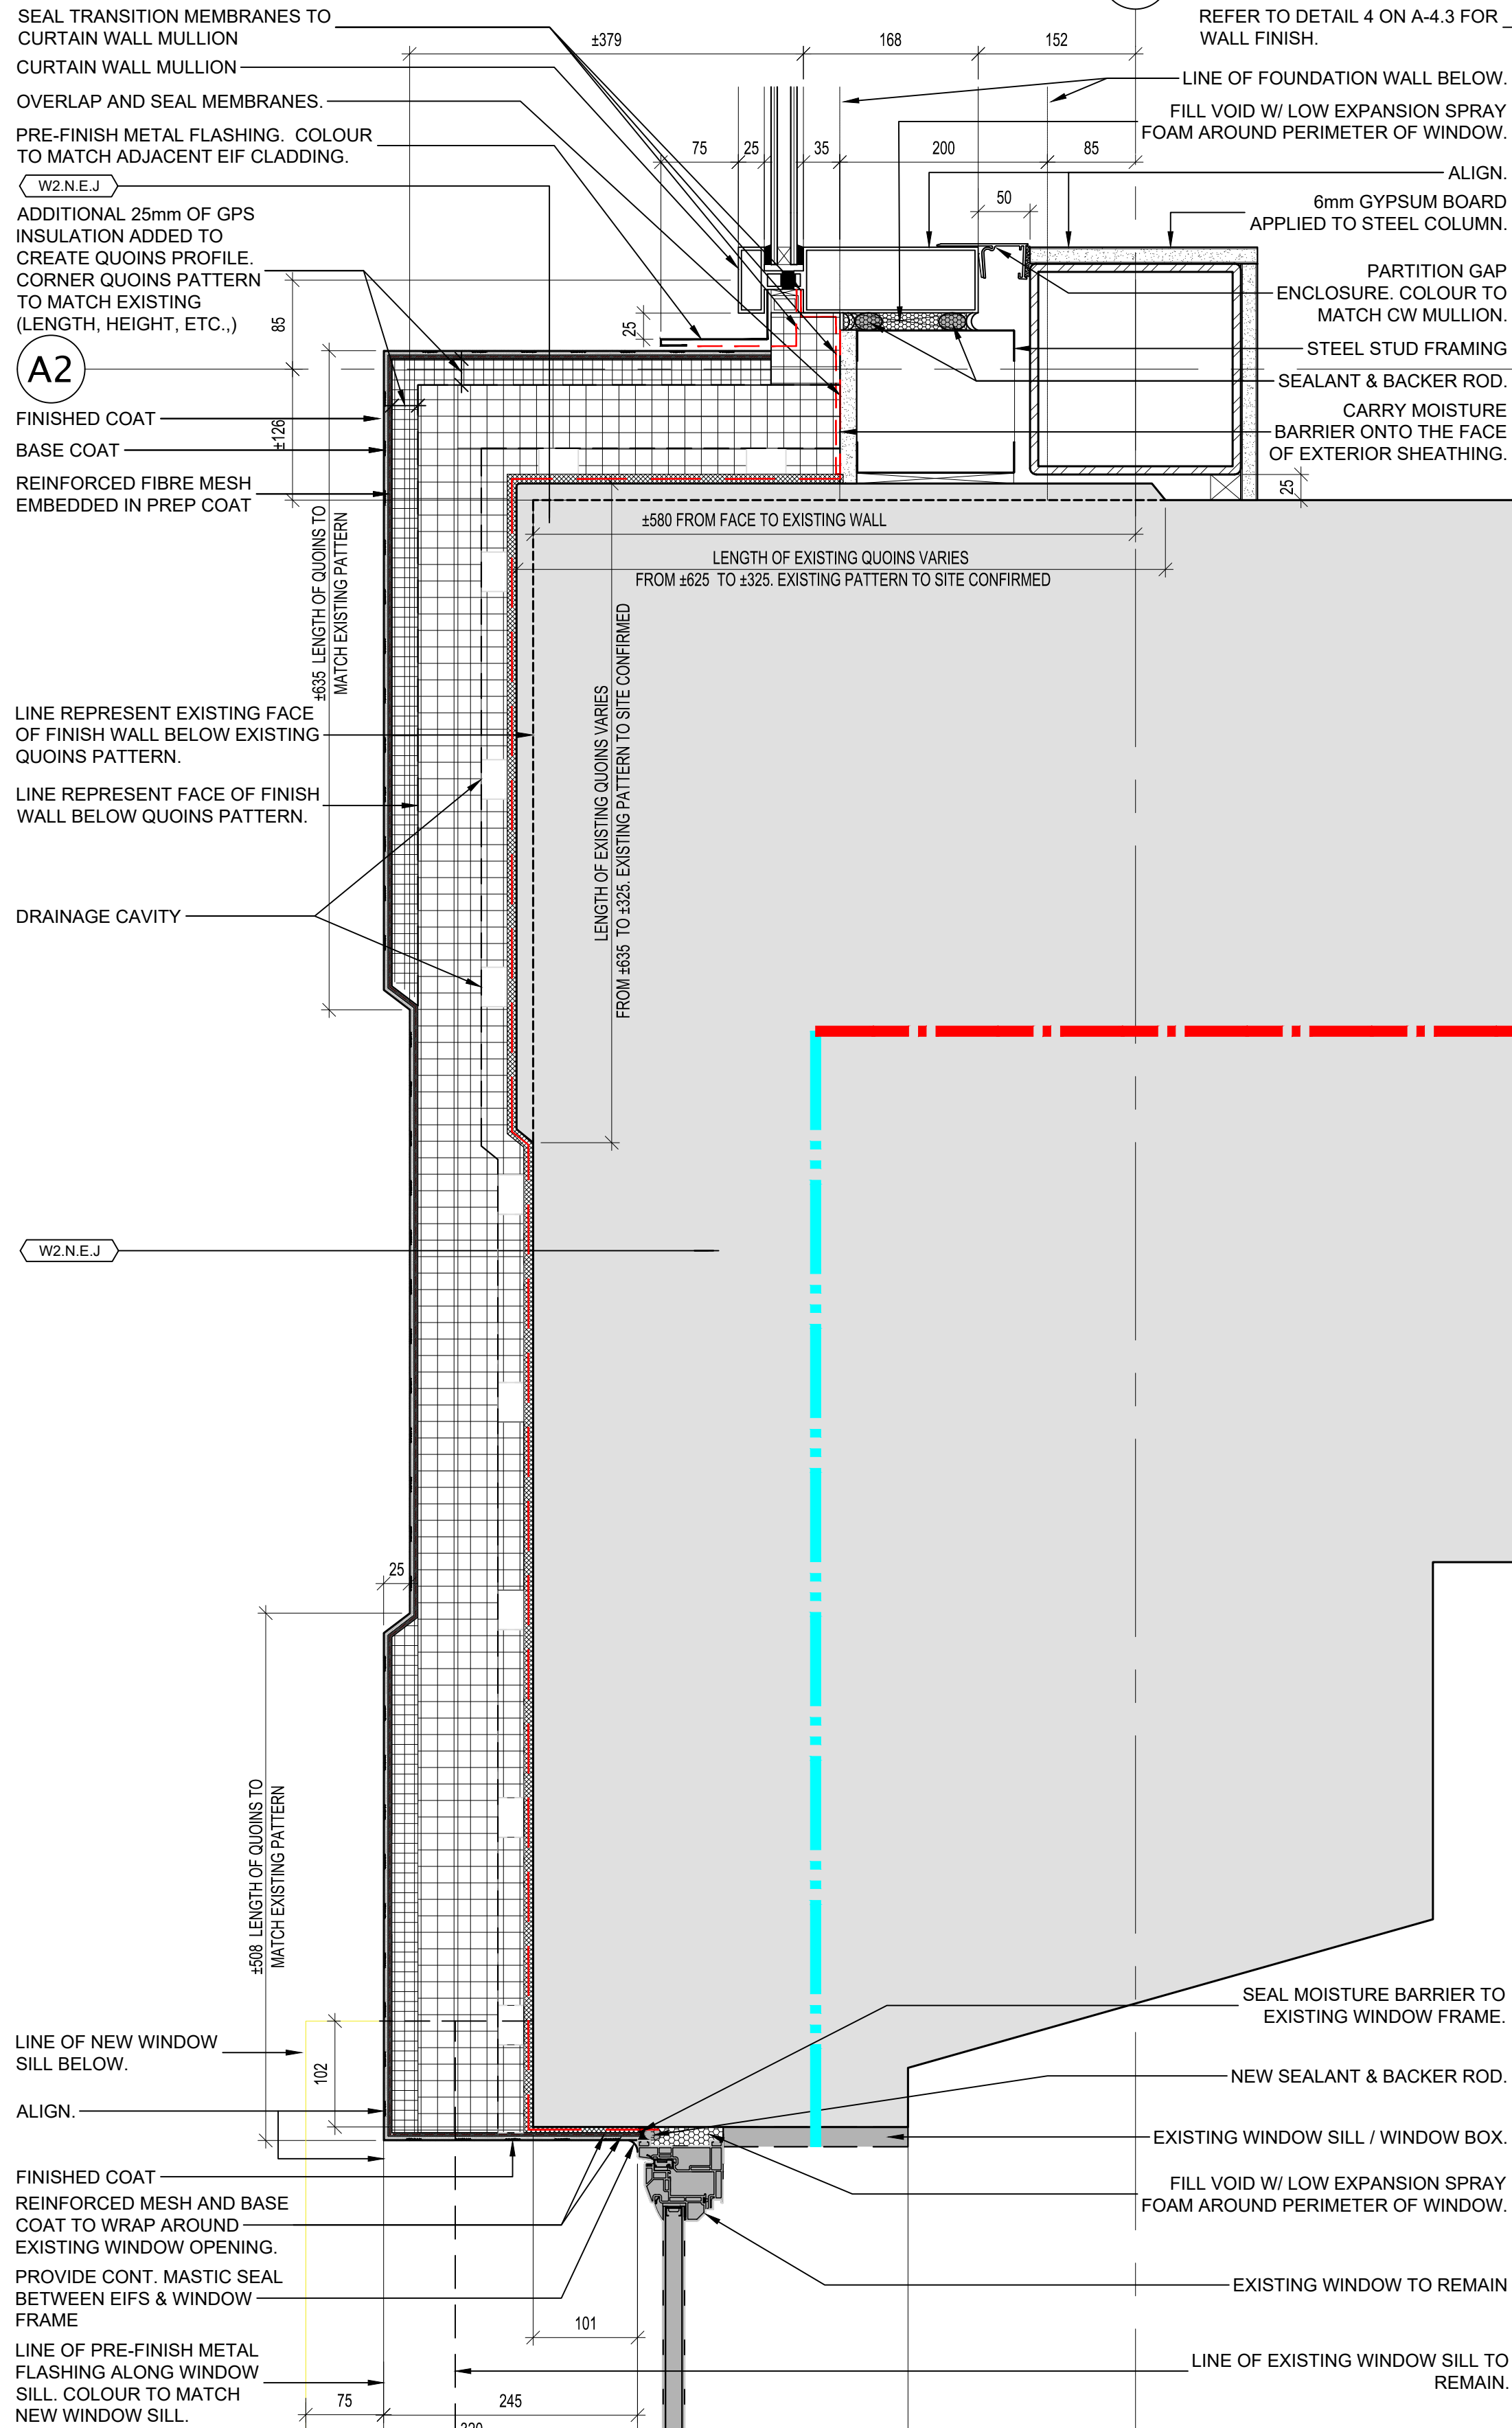 SEAL TRANSITION MEMBRANES TO
CURTAIN WALL MULLION
CURTAIN WALL MULLION
OVERLAP AND SEAL MEMBRANES.
PRE-FINISH METAL FLASHING. COLOUR
TO MATCH ADJACENT EIF CLADDING.
W2.N.E.J
ADDITIONAL 25mm OF GPS
INSULATION ADDED TO
CREATE QUOINS PROFILE.
CORNER QUOINS PATTERN
TO MATCH EXISTING
(LENGTH, HEIGHT, ETC.,)
A2
FINISHED COAT
BASE COAT
REINFORCED FIBRE MESH
EMBEDDED IN PREP COAT
±379
168
152
75
25
35
200
85
50
25
85
±126
25
REFER TO DETAIL 4 ON A-4.3 FOR
WALL FINISH.
LINE OF FOUNDATION WALL BELOW.
FILL VOID W/ LOW EXPANSION SPRAY
FOAM AROUND PERIMETER OF WINDOW.
ALIGN.
6mm GYPSUM BOARD
APPLIED TO STEEL COLUMN.
PARTITION GAP
ENCLOSURE. COLOUR TO
MATCH CW MULLION.
STEEL STUD FRAMING
SEALANT & BACKER ROD.
CARRY MOISTURE
BARRIER ONTO THE FACE
OF EXTERIOR SHEATHING.
±580 FROM FACE TO EXISTING WALL
LENGTH OF EXISTING QUOINS VARIES
FROM ±625 TO ±325. EXISTING PATTERN TO SITE CONFIRMED
±635 LENGTH OF QUOINS TO
MATCH EXISTING PATTERN
LENGTH OF EXISTING QUOINS VARIES
FROM ±635 TO ±325. EXISTING PATTERN TO SITE CONFIRMED
LINE REPRESENT EXISTING FACE
OF FINISH WALL BELOW EXISTING
QUOINS PATTERN.
LINE REPRESENT FACE OF FINISH
WALL BELOW QUOINS PATTERN.
DRAINAGE CAVITY
W2.N.E.J
25
±508 LENGTH OF QUOINS TO
MATCH EXISTING PATTERN
LINE OF NEW WINDOW
SILL BELOW.
102
ALIGN.
FINISHED COAT
REINFORCED MESH AND BASE
COAT TO WRAP AROUND
EXISTING WINDOW OPENING.
PROVIDE CONT. MASTIC SEAL
BETWEEN EIFS & WINDOW
FRAME
LINE OF PRE-FINISH METAL
FLASHING ALONG WINDOW
SILL. COLOUR TO MATCH
NEW WINDOW SILL.
101
75
245
320
SEAL MOISTURE BARRIER TO
EXISTING WINDOW FRAME.
NEW SEALANT & BACKER ROD.
EXISTING WINDOW SILL / WINDOW BOX.
FILL VOID W/ LOW EXPANSION SPRAY
FOAM AROUND PERIMETER OF WINDOW.
EXISTING WINDOW TO REMAIN
LINE OF EXISTING WINDOW SILL TO
REMAIN.